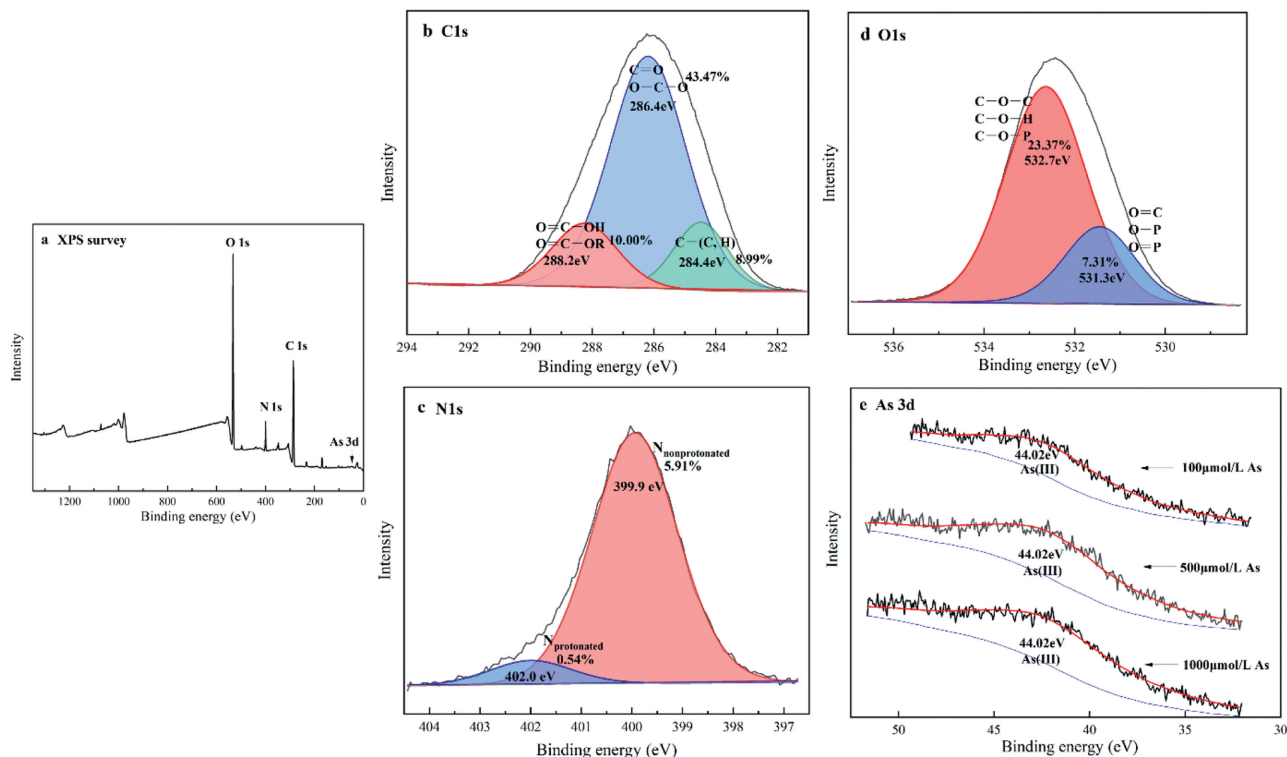 a XPS survey
O 1s
C 1s
N 1s
As 3d
Intensity
1200 1000 800 600 400 200 0
Binding energy (eV)
b C1s
C=O
O-C-O
43.47%
286.4eV
O=C-OH
O=C-OR
10.00%
288.2eV
C-(C, H)
284.4eV
8.99%
Intensity
294 292 290 288 286 284 282
Binding energy (eV)
c N1s
Nnonprotonated
5.91%
399.9 eV
Nprotonated
0.54%
402.0 eV
Intensity
404 403 402 401 400 399 398 397
Binding energy (eV)
d O1s
C-O-C
C-O-H
C-O-P
23.37%
532.7eV
O=C
O-P
O=P
7.31%
531.3eV
Intensity
536 534 532 530
Binding energy (eV)
e As 3d
44.02eV
As(III)
100μmol/L As
44.02eV
As(III)
500μmol/L As
44.02eV
As(III)
1000μmol/L As
Intensity
50 45 40 35 30
Binding energy (eV)